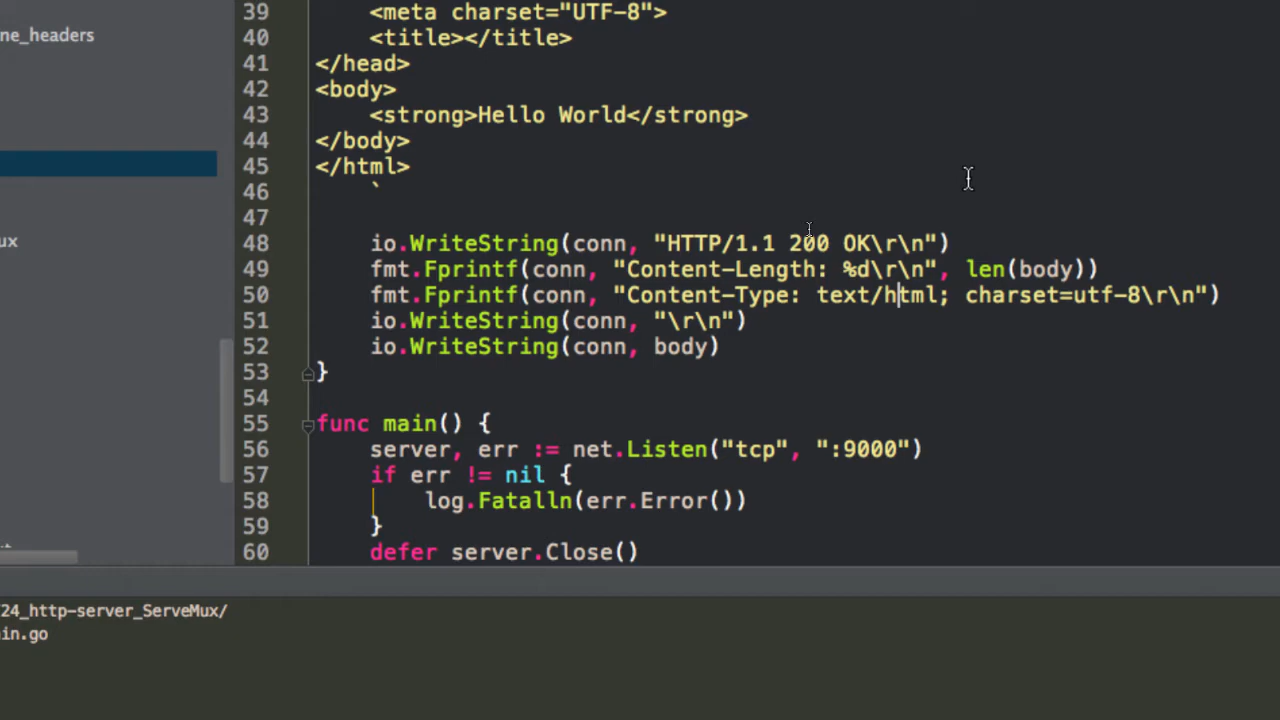 ne_headers
ux
39 <meta charset="UTF-8">
40 <title></title>
41 </head>
42 <body>
43 <strong>Hello World</strong>
44 </body>
45 </html>
46 `
47
48 io.WriteString(conn, "HTTP/1.1 200 OK\r\n")
49 fmt.Fprintf(conn, "Content-Length: %d\r\n", len(body))
50 fmt.Fprintf(conn, "Content-Type: text/html; charset=utf-8\r\n")
51 io.WriteString(conn, "\r\n")
52 io.WriteString(conn, body)
53 }
54
55 func main() {
56 server, err := net.Listen("tcp", ":9000")
57 if err != nil {
58 log.Fatalln(err.Error())
59 }
60 defer server.Close()
24_http-server_ServeMux/
in.go